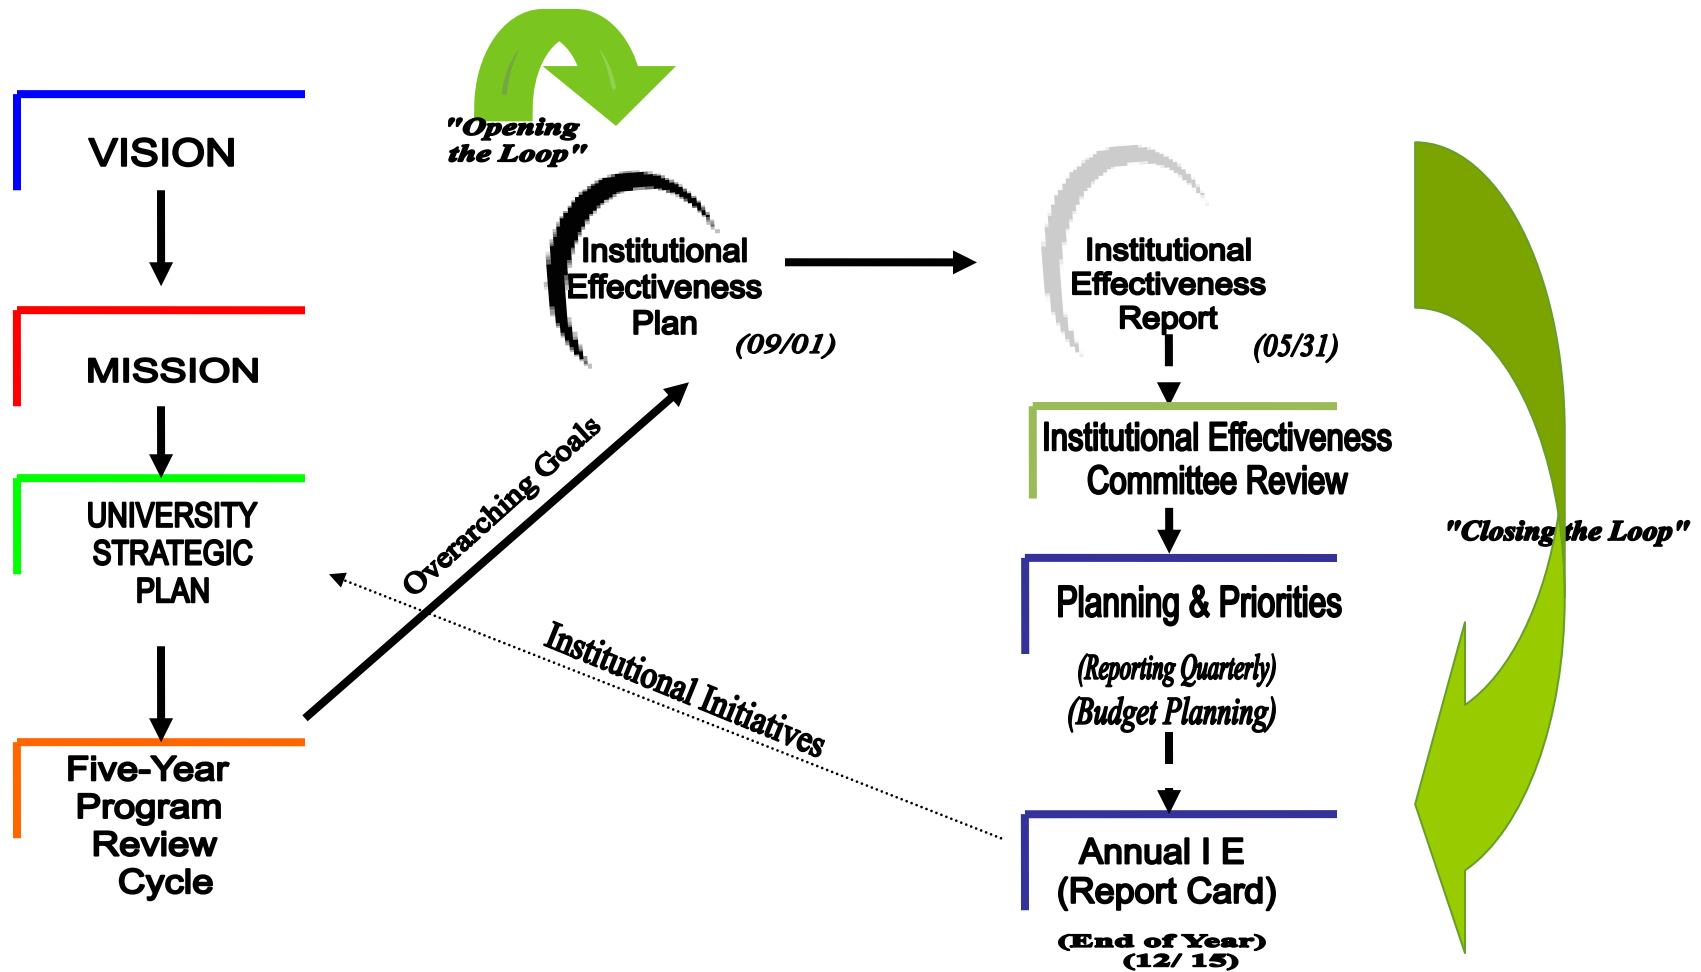 VISION
MISSION
UNIVERSITY
STRATEGIC
PLAN
Five-Year
Program
Review
Cycle
"Opening
the Loop"
Institutional
Effectiveness
Plan
(09/01)
Overarching Goals
Institutional Initiatives
Institutional
Effectiveness
Report
(05/31)
Institutional Effectiveness
Committee Review
Planning & Priorities
(Reporting Quarterly)
(Budget Planning)
Annual I E
(Report Card)
(End of Year)
(12/ 15)
"Closing the Loop"